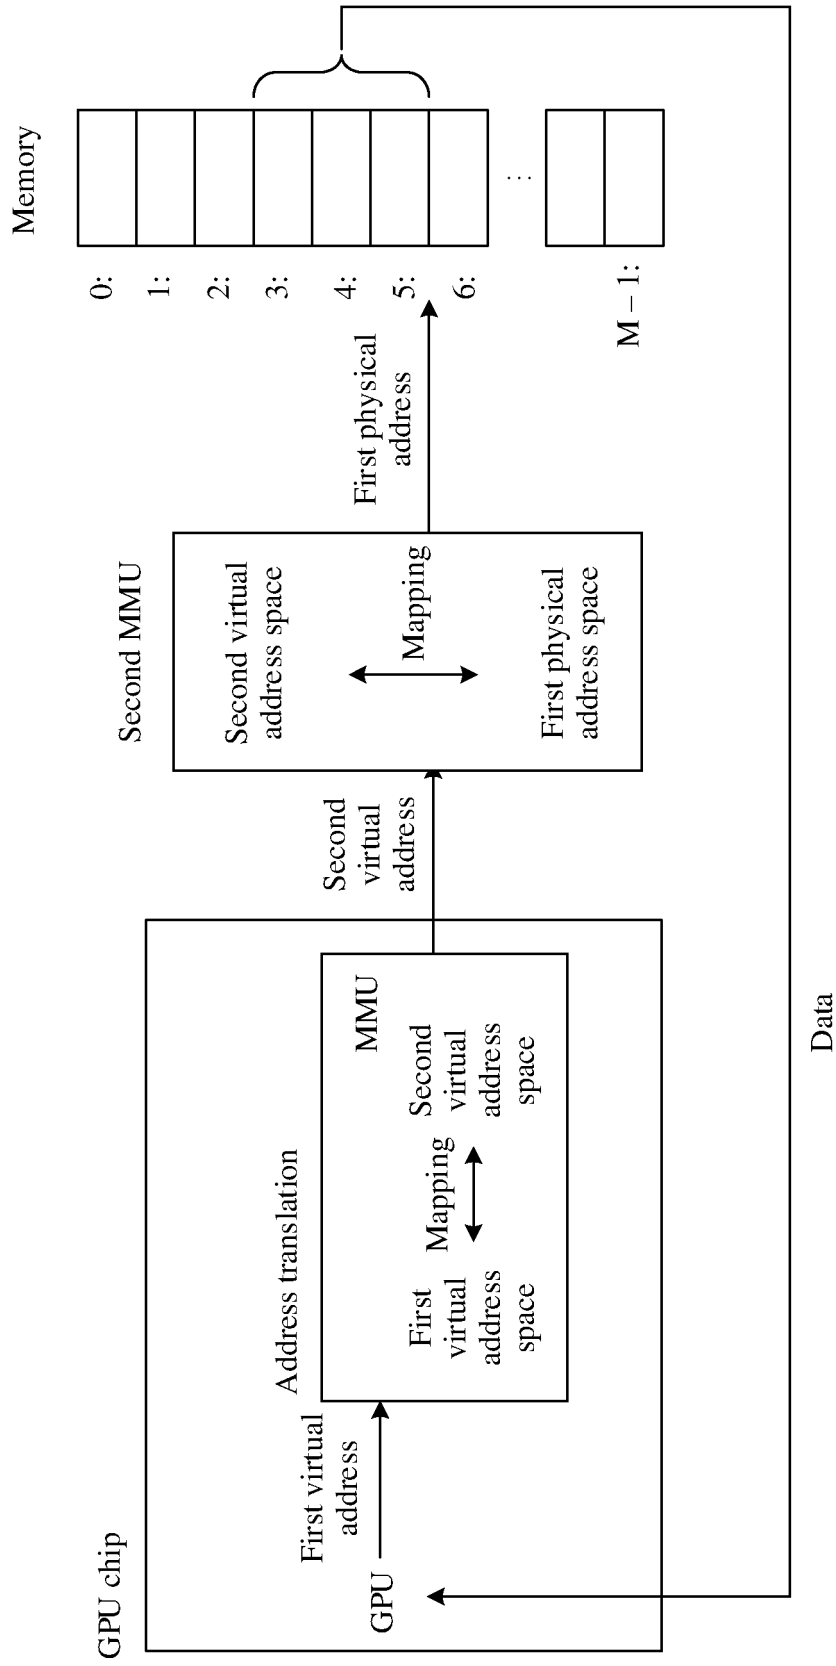 GPU chip
GPU
First virtual
address
Address translation
MMU
First
virtual
address
space
Mapping
Second
virtual
address
space
Second
virtual
address
Second MMU
Second virtual
address space
Mapping
First physical
address space
First physical
address
Memory
0:
1:
2:
3:
4:
5:
6:
...
M – 1:
Data